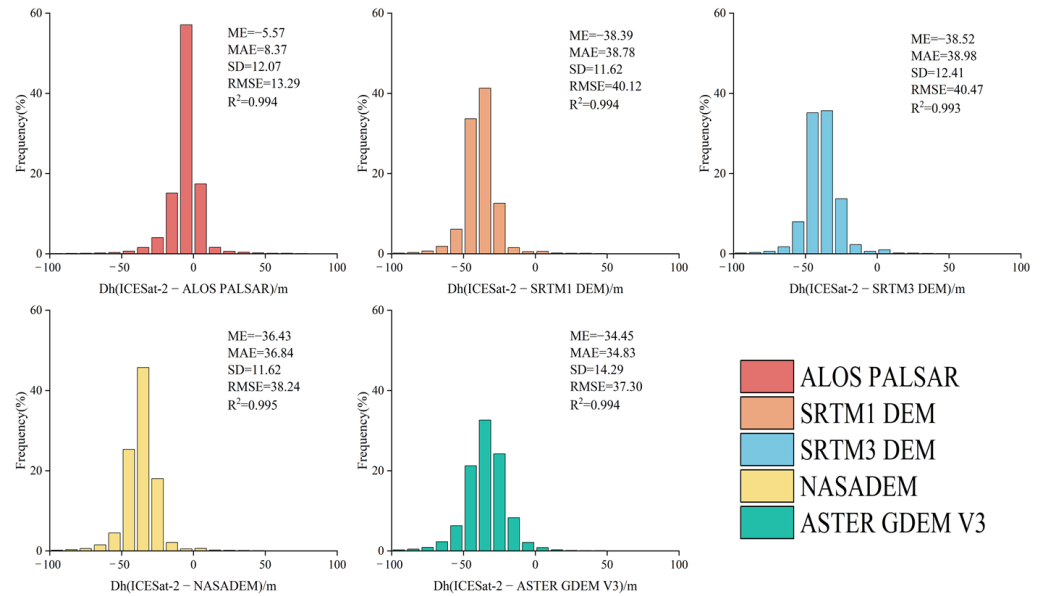 60
40
20
0
Frequency(%)
ME=−5.57
MAE=8.37
SD=12.07
RMSE=13.29
R²=0.994
−100
−50
0
50
100
Dh(ICESat-2 − ALOS PALSAR)/m
60
40
20
0
Frequency(%)
ME=−38.39
MAE=38.78
SD=11.62
RMSE=40.12
R²=0.994
−100
−50
0
50
100
Dh(ICESat-2 − SRTM1 DEM)/m
60
40
20
0
Frequency(%)
ME=−38.52
MAE=38.98
SD=12.41
RMSE=40.47
R²=0.993
−100
−50
0
50
100
Dh(ICESat-2 − SRTM3 DEM)/m
60
40
20
0
Frequency(%)
ME=−36.43
MAE=36.84
SD=11.62
RMSE=38.24
R²=0.995
−100
−50
0
50
100
Dh(ICESat-2 − NASADEM)/m
60
40
20
0
Frequency(%)
ME=−34.45
MAE=34.83
SD=14.29
RMSE=37.30
R²=0.994
−100
−50
0
50
100
Dh(ICESat-2 − ASTER GDEM V3)/m
ALOS PALSAR
SRTM1 DEM
SRTM3 DEM
NASADEM
ASTER GDEM V3